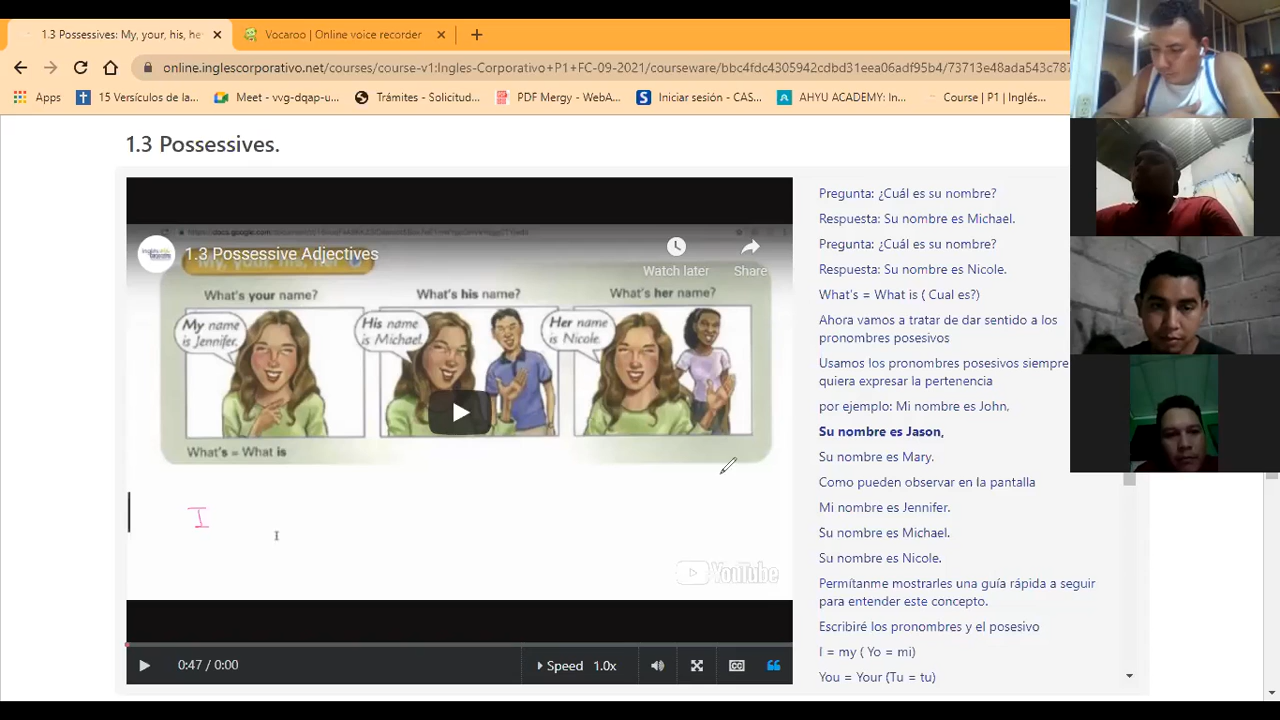 1.3 Possessives: My, your, his, he
Vocaroo | Online voice recorder
online.inglescorporativo.net/courses/course-v1:Ingles-Corporativo+P1+FC-09-2021/courseware/bbc4fdc4305942cdbd31eea06adf95b4/73713e48ada543c787
Apps
15 Versículos de la...
Meet - vvg-dqap-u...
Trámites - Solicitud...
PDF Mergy - WebA...
Iniciar sesión - CAS...
AHYU ACADEMY: In...
Course | P1 | Inglés...
1.3 Possessives.
1.3 Possessive Adjectives
Watch later
Share
What's your name?
What's his name?
What's her name?
My name
is Jennifer.
His name
is Michael.
Her name
is Nicole.
What's = What is
I
YouTube
0:47 / 0:00
Speed 1.0x
Pregunta: ¿Cuál es su nombre?
Respuesta: Su nombre es Michael.
Pregunta: ¿Cuál es su nombre?
Respuesta: Su nombre es Nicole.
What's = What is ( Cual es?)
Ahora vamos a tratar de dar sentido a los
pronombres posesivos
Usamos los pronombres posesivos siempre
quiera expresar la pertenencia
por ejemplo: Mi nombre es John,
Su nombre es Jason,
Su nombre es Mary.
Como pueden observar en la pantalla
Mi nombre es Jennifer.
Su nombre es Michael.
Su nombre es Nicole.
Permítanme mostrarles una guía rápida a seguir
para entender este concepto.
Escribiré los pronombres y el posesivo
I = my ( Yo = mi)
You = Your (Tu = tu)